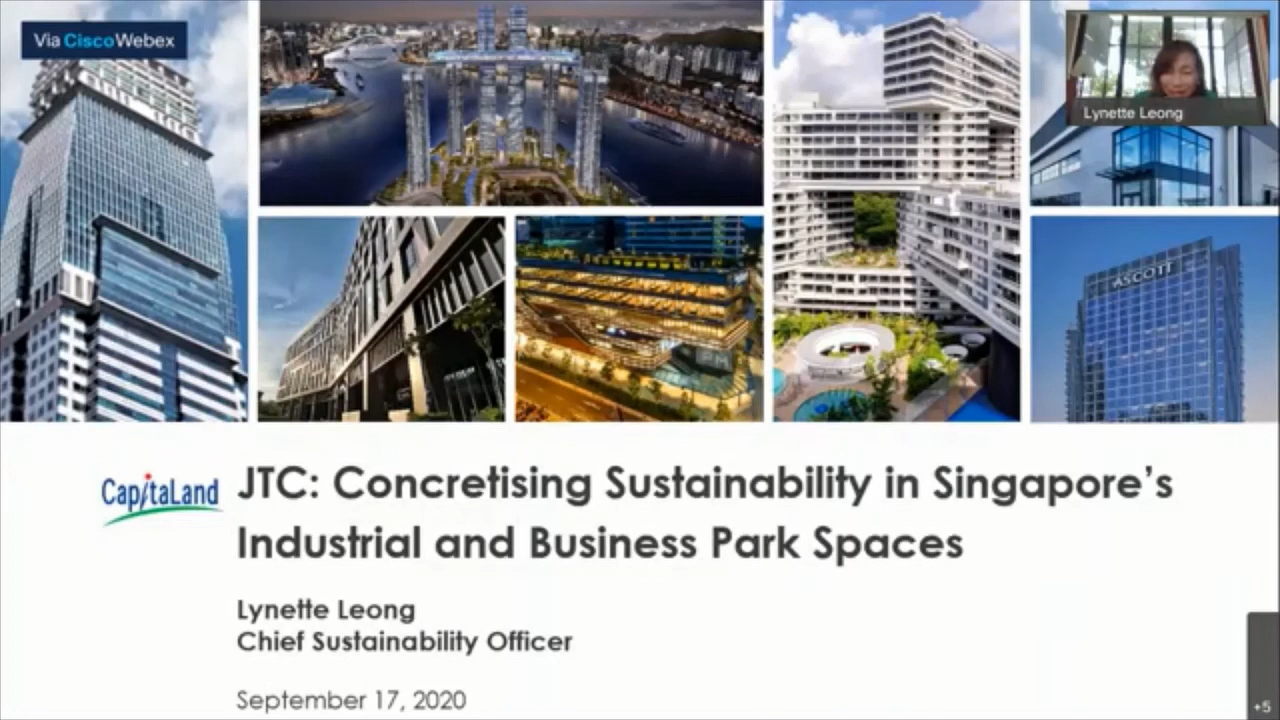 Via CiscoWebex
Lynette Leong
ASCOTT
CapitaLand
JTC: Concretising Sustainability in Singapore's
Industrial and Business Park Spaces
Lynette Leong
Chief Sustainability Officer
September 17, 2020
+5